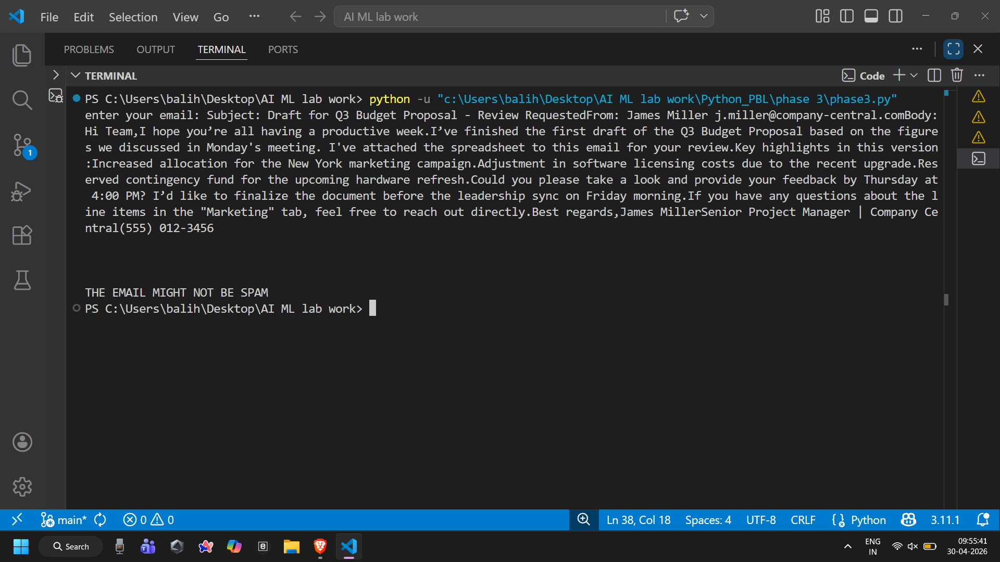 File Edit Selection View Go ... AI ML lab work
PROBLEMS OUTPUT TERMINAL PORTS
TERMINAL Code
PS C:\Users\balih\Desktop\AI ML lab work> python -u "c:\Users\balih\Desktop\AI ML lab work\Python_PBL\phase 3\phase3.py"
enter your email: Subject: Draft for Q3 Budget Proposal - Review RequestedFrom: James Miller j.miller@company-central.comBody:
Hi Team,I hope you’re all having a productive week.I’ve finished the first draft of the Q3 Budget Proposal based on the figure
s we discussed in Monday's meeting. I've attached the spreadsheet to this email for your review.Key highlights in this version
:Increased allocation for the New York marketing campaign.Adjustment in software licensing costs due to the recent upgrade.Res
erved contingency fund for the upcoming hardware refresh.Could you please take a look and provide your feedback by Thursday at
4:00 PM? I’d like to finalize the document before the leadership sync on Friday morning.If you have any questions about the l
ine items in the "Marketing" tab, feel free to reach out directly.Best regards,James MillerSenior Project Manager | Company Ce
ntral(555) 012-3456
THE EMAIL MIGHT NOT BE SPAM
PS C:\Users\balih\Desktop\AI ML lab work>
1
main* 0 0 Ln 38, Col 18 Spaces: 4 UTF-8 CRLF Python 3.11.1
Search ENG IN 09:55:41
30-04-2026